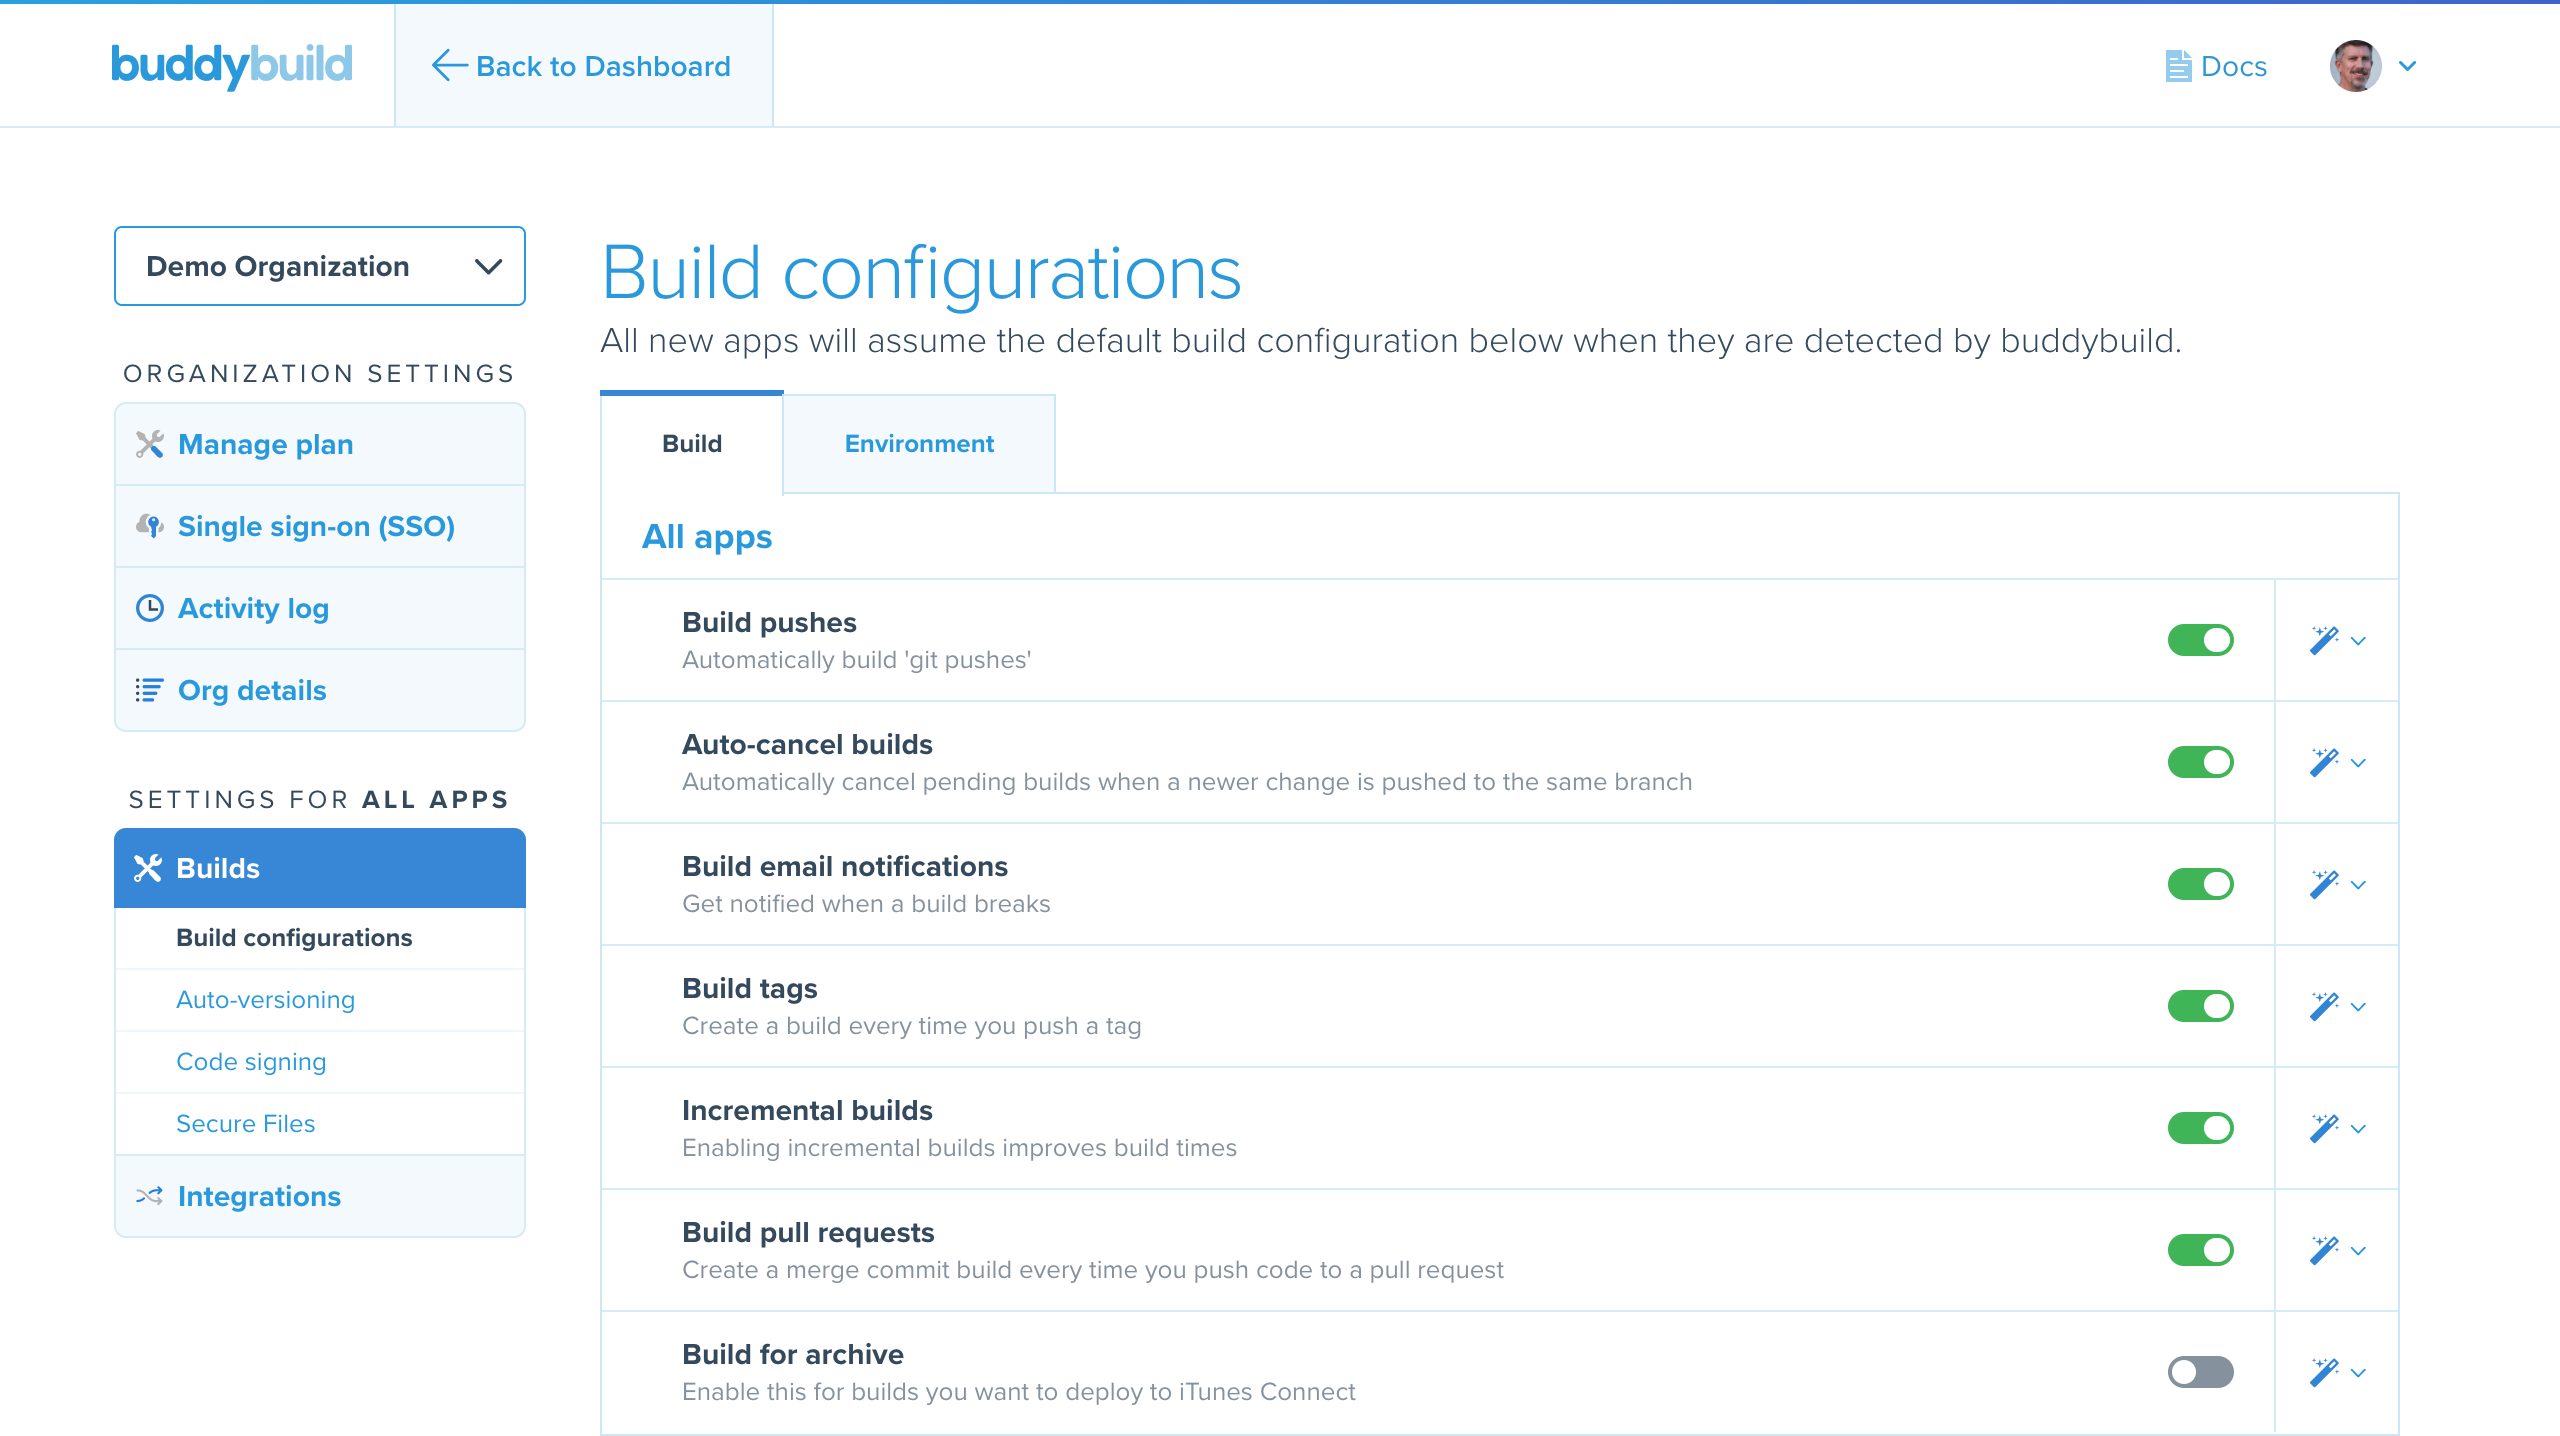 buddybuild
Back to Dashboard
Docs
Demo Organization
ORGANIZATION SETTINGS
Manage plan
Single sign-on (SSO)
Activity log
Org details
SETTINGS FOR ALL APPS
Builds
Build configurations
Auto-versioning
Code signing
Secure Files
Integrations
Build configurations
All new apps will assume the default build configuration below when they are detected by buddybuild.
Build
Environment
All apps
Build pushes
Automatically build 'git pushes'
Auto-cancel builds
Automatically cancel pending builds when a newer change is pushed to the same branch
Build email notifications
Get notified when a build breaks
Build tags
Create a build every time you push a tag
Incremental builds
Enabling incremental builds improves build times
Build pull requests
Create a merge commit build every time you push code to a pull request
Build for archive
Enable this for builds you want to deploy to iTunes Connect